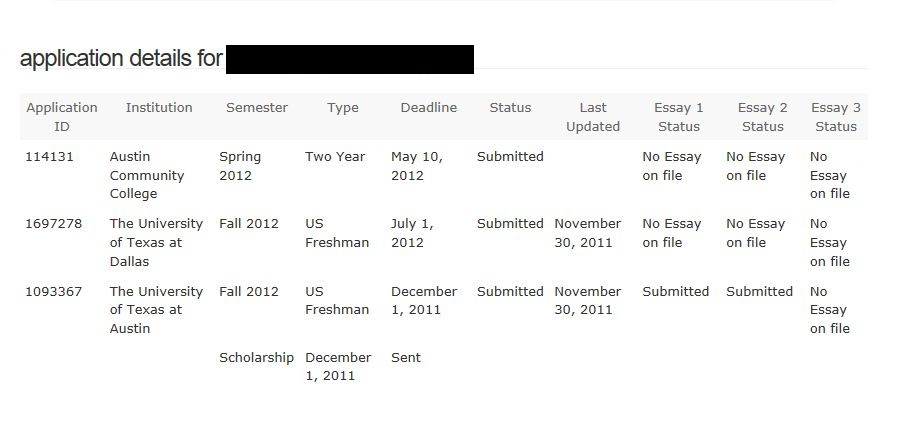 application details for
Application ID Institution Semester Type Deadline Status Last Updated Essay 1 Status Essay 2 Status Essay 3 Status
114131 Austin Community College Spring 2012 Two Year May 10, 2012 Submitted No Essay on file No Essay on file No Essay on file
1697278 The University of Texas at Dallas Fall 2012 US Freshman July 1, 2012 Submitted November 30, 2011 No Essay on file No Essay on file No Essay on file
1093367 The University of Texas at Austin Fall 2012 US Freshman December 1, 2011 Submitted November 30, 2011 Submitted Submitted No Essay on file
Scholarship December 1, 2011 Sent